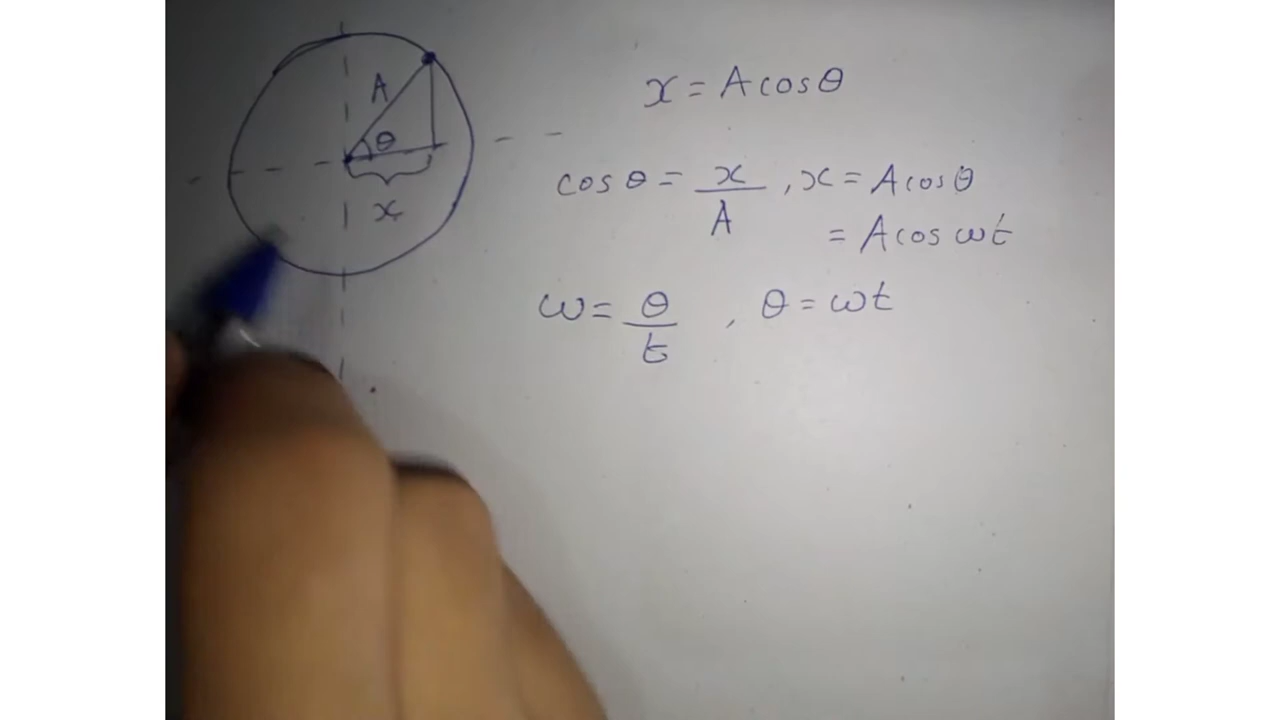 A
θ
x
x = A cos θ
cos θ = x/A , x = A cos θ
= A cos ωt
ω = θ/t , θ = ωt